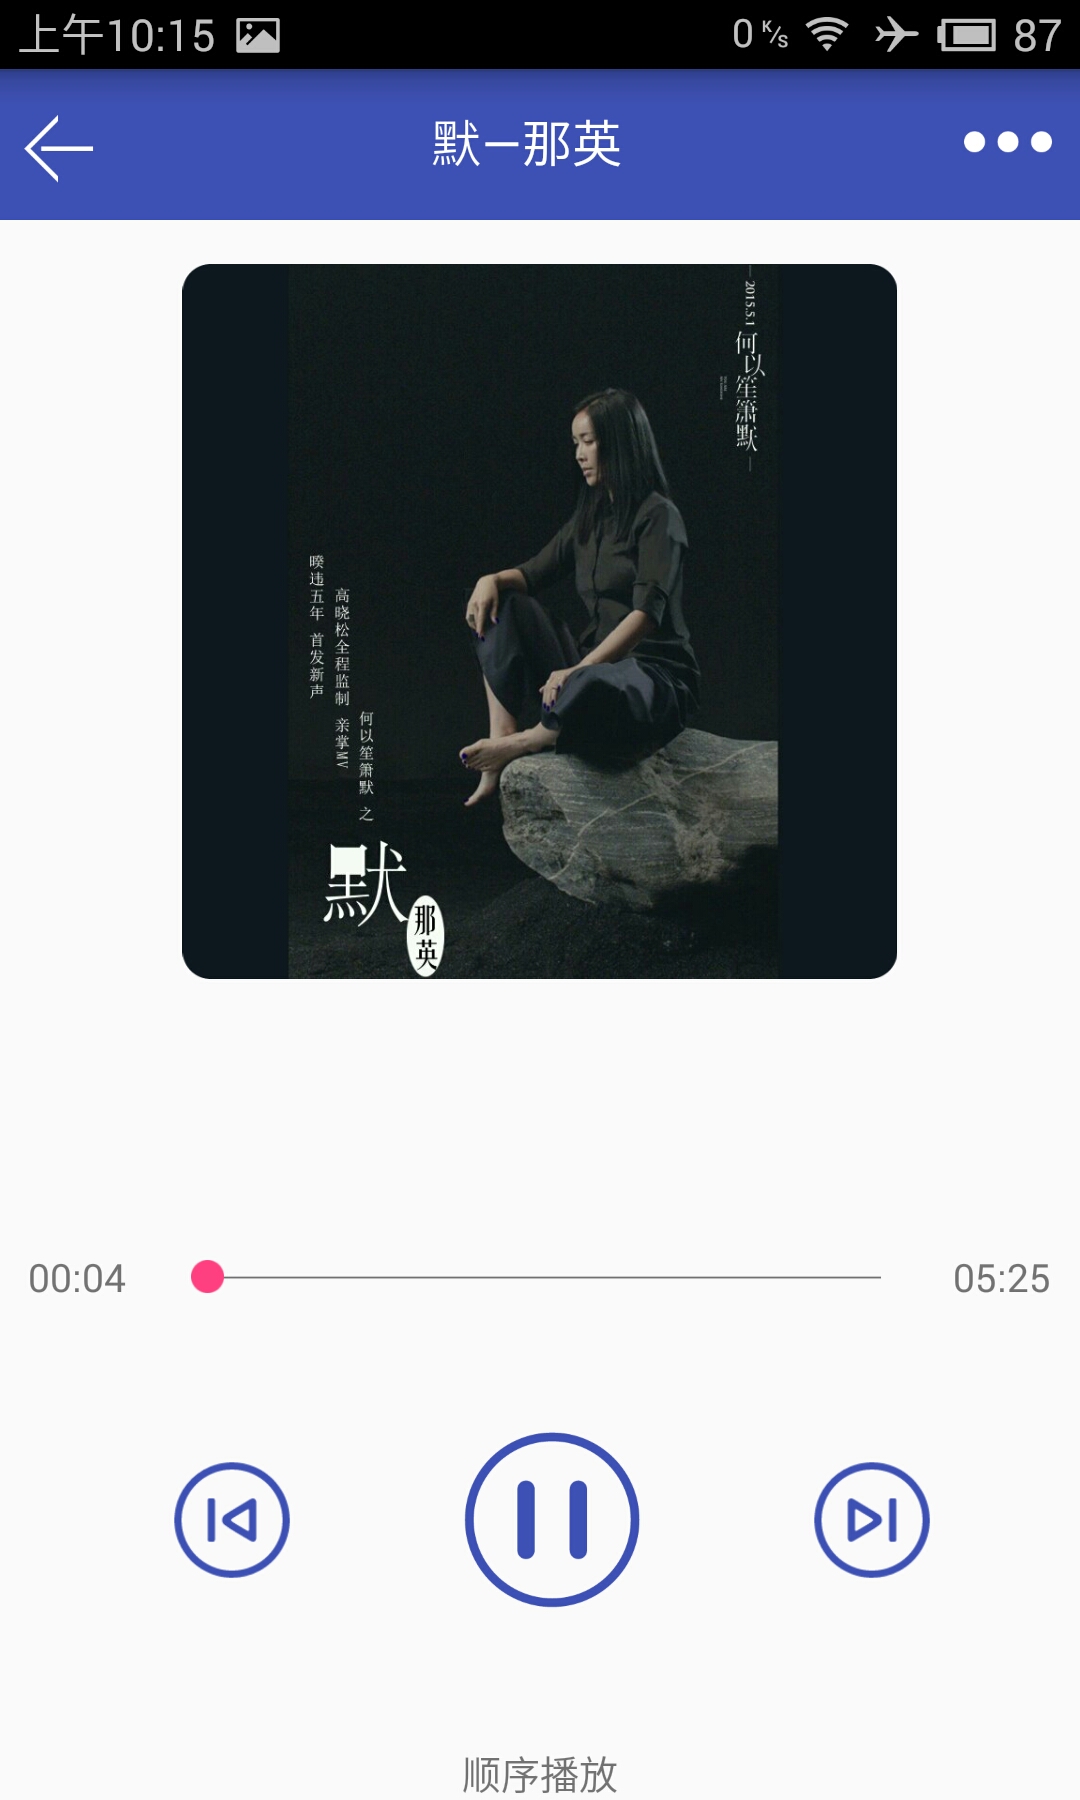 上午10:15
0 K/S
87
默—那英
2015.5.1
何以笙箫默
暌违五年 首发新声
高晓松全程监制 亲掌MV
何以笙箫默 之
默
那英
00:04
05:25
顺序播放